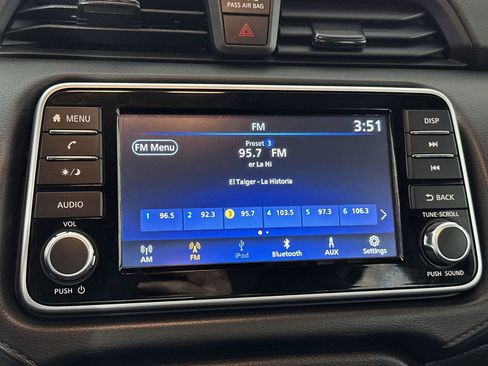 PASS AIR BAG
MENU
AUDIO
VOL
PUSH
FM
3:51
FM Menu
Preset 3
95.7 FM
er La Hi
El Taiger - La Historia
1 96.5 2 92.3 3 95.7 4 103.5 5 97.3 6 106.3
AM FM iPod Bluetooth AUX Settings
DISP
BACK
TUNE-SCROLL
PUSH SOUND